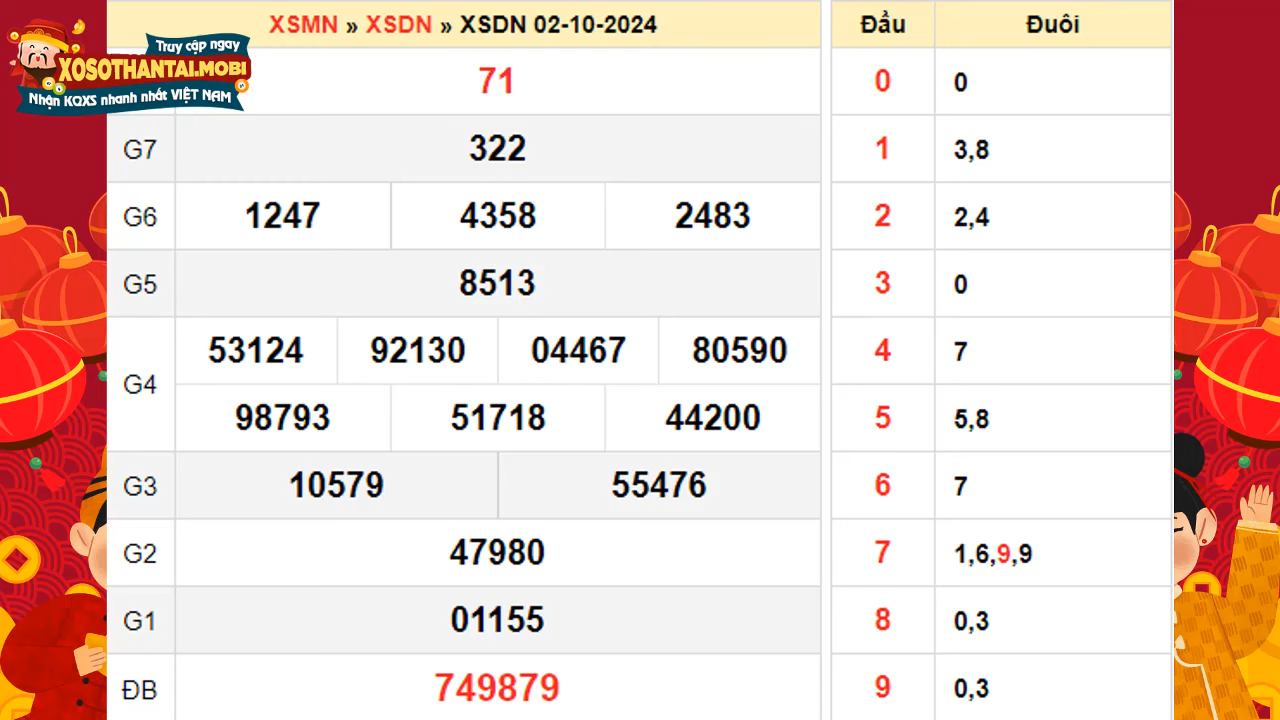 Truy cập ngay
XOSOTHANTAI.MOBI
Nhận KQXS nhanh nhất VIỆT NAM
XSMN » XSDN » XSDN 02-10-2024
71
G7 322
G6 1247 4358 2483
G5 8513
G4 53124 92130 04467 80590
98793 51718 44200
G3 10579 55476
G2 47980
G1 01155
ĐB 749879
Đầu Đuôi
0 0
1 3,8
2 2,4
3 0
4 7
5 5,8
6 7
7 1,6,9,9
8 0,3
9 0,3